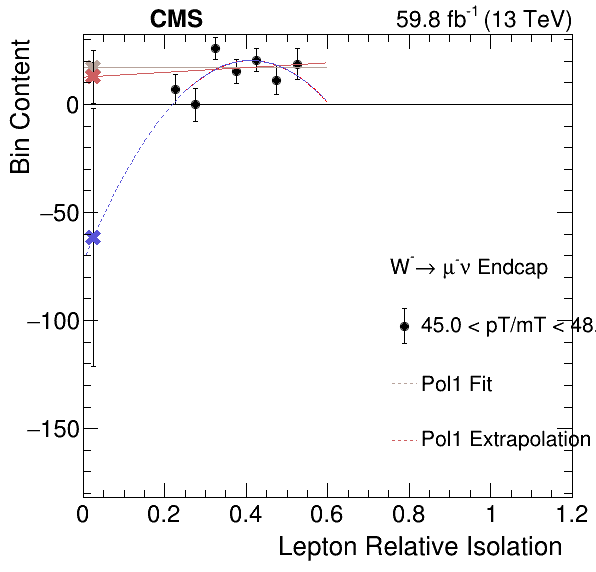 CMS 59.8 fb⁻¹ (13 TeV)
Bin Content
0
−50
−100
−150
W⁻→ μ⁻ν Endcap
45.0 < pT/mT < 48.
Pol1 Fit
Pol1 Extrapolation
0 0.2 0.4 0.6 0.8 1 1.2
Lepton Relative Isolation